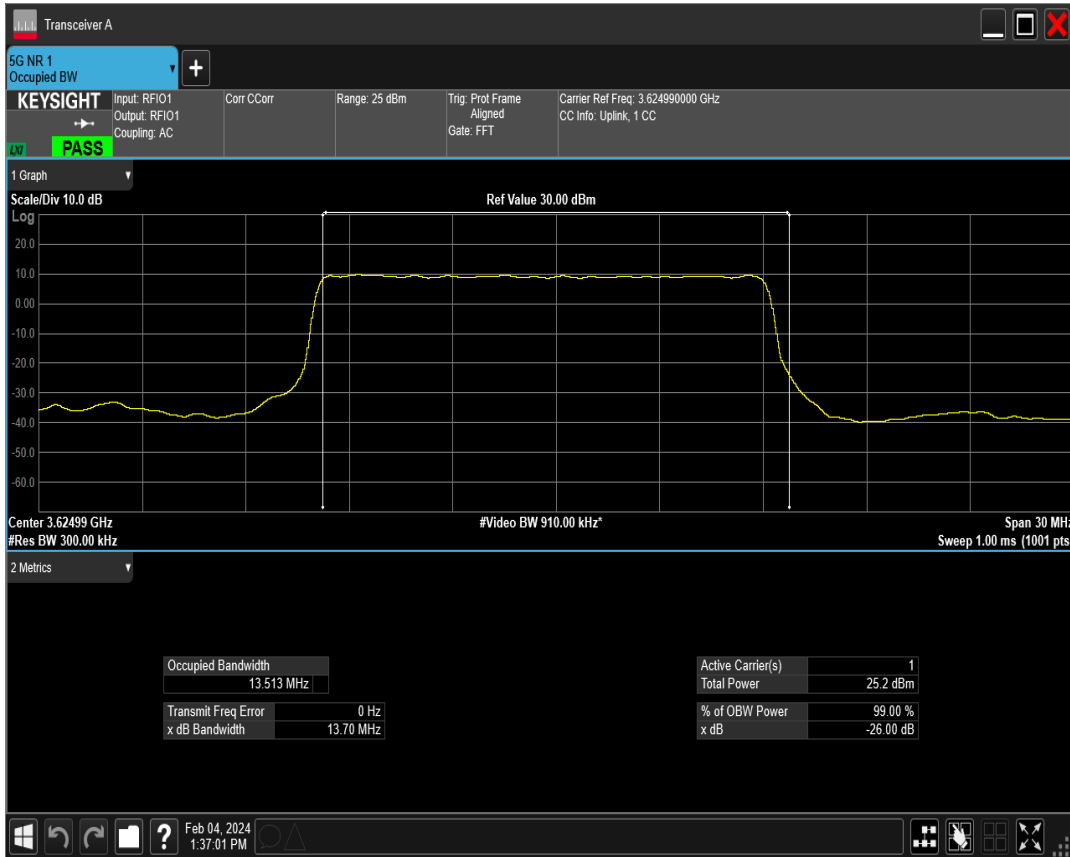 Transceiver A
5G NR 1
Occupied BW
+
KEYSIGHT
Input: RFIO1
Output: RFIO1
Coupling: AC
Corr CCorr
Range: 25 dBm
Trig: Prot Frame
Aligned
Gate: FFT
Carrier Ref Freq: 3.624990000 GHz
CC Info: Uplink, 1 CC
LXI
PASS
1 Graph
Scale/Div 10.0 dB
Ref Value 30.00 dBm
Log
20.0
10.0
0.00
-10.0
-20.0
-30.0
-40.0
-50.0
-60.0
Center 3.62499 GHz
#Video BW 910.00 kHz*
Span 30 MHz
#Res BW 300.00 kHz
Sweep 1.00 ms (1001 pts
2 Metrics
Occupied Bandwidth
13.513 MHz
Transmit Freq Error 0 Hz
x dB Bandwidth 13.70 MHz
Active Carrier(s) 1
Total Power 25.2 dBm
% of OBW Power 99.00 %
x dB -26.00 dB
?
Feb 04, 2024
1:37:01 PM